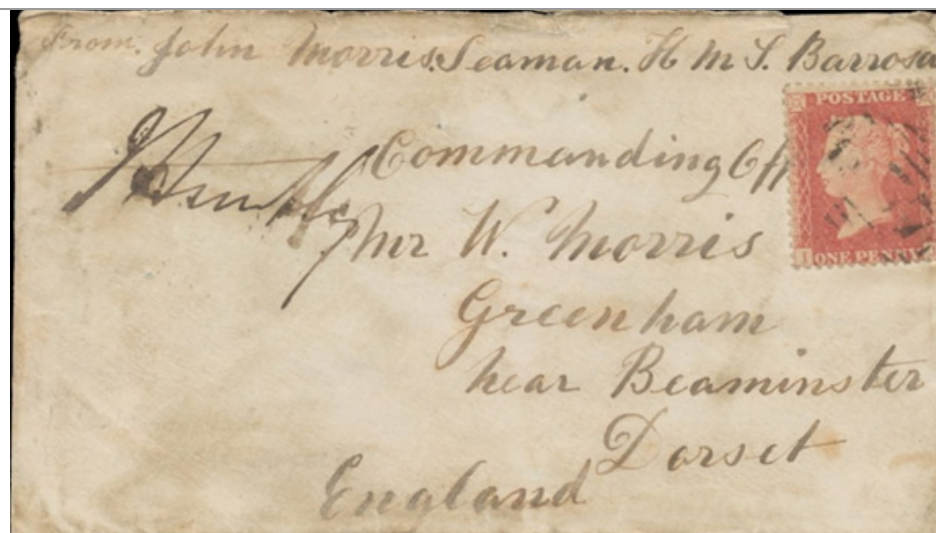 From. John Morris. Seaman. H M S. Barrosa
POSTAGE
Commanding Off
Mr W. Morris
I ONE PENNY
Greenham
near Beaminster
Dorset
England